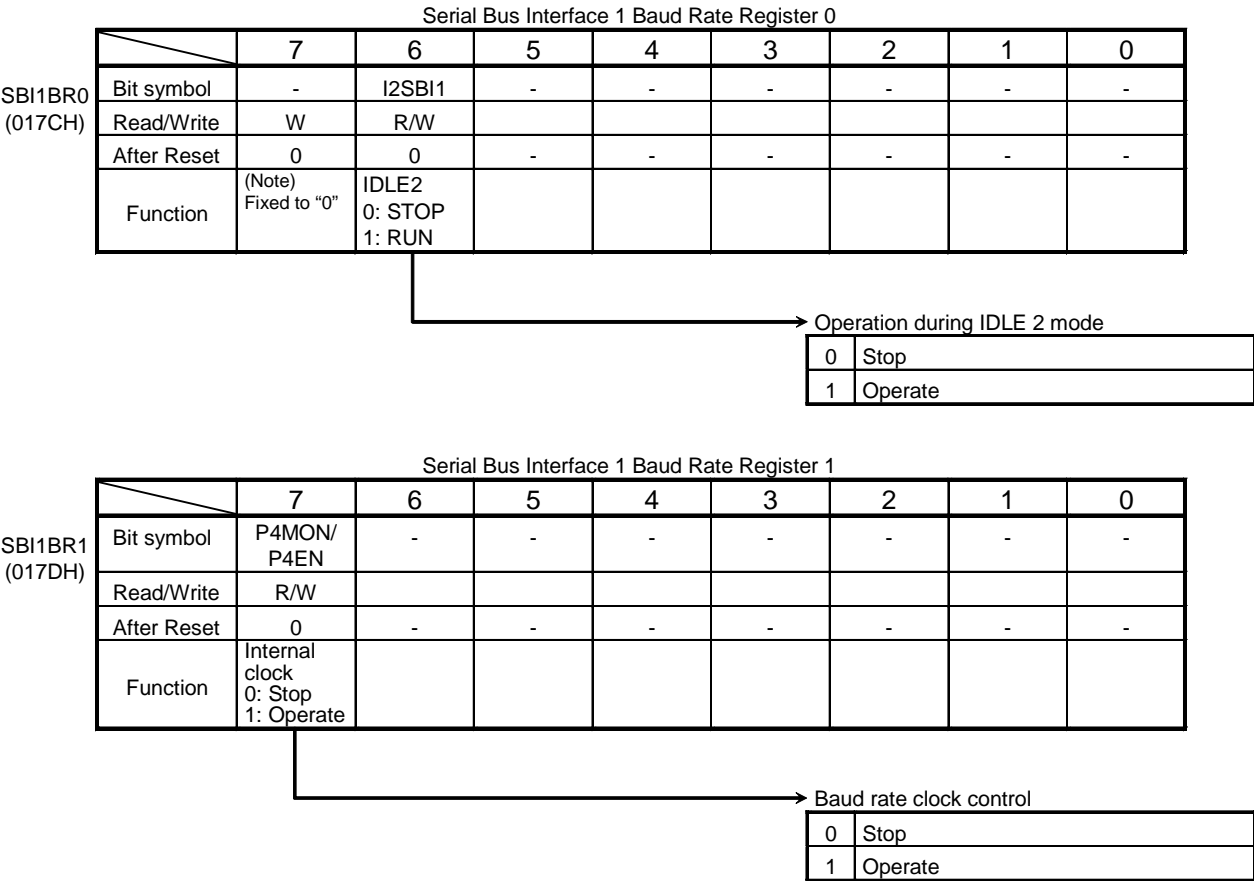 Serial Bus Interface 1 Baud Rate Register 0
7 6 5 4 3 2 1 0
SBI1BR0
(017CH)
Bit symbol - I2SBI1 - - - - - -
Read/Write W R/W
After Reset 0 0 - - - - - -
Function
(Note)
Fixed to “0”
IDLE2
0: STOP
1: RUN
Operation during IDLE 2 mode
0 Stop
1 Operate
Serial Bus Interface 1 Baud Rate Register 1
7 6 5 4 3 2 1 0
SBI1BR1
(017DH)
Bit symbol P4MON/ - - - - - - -
P4EN
Read/Write R/W
After Reset 0 - - - - - - -
Function
Internal
clock
0: Stop
1: Operate
Baud rate clock control
0 Stop
1 Operate